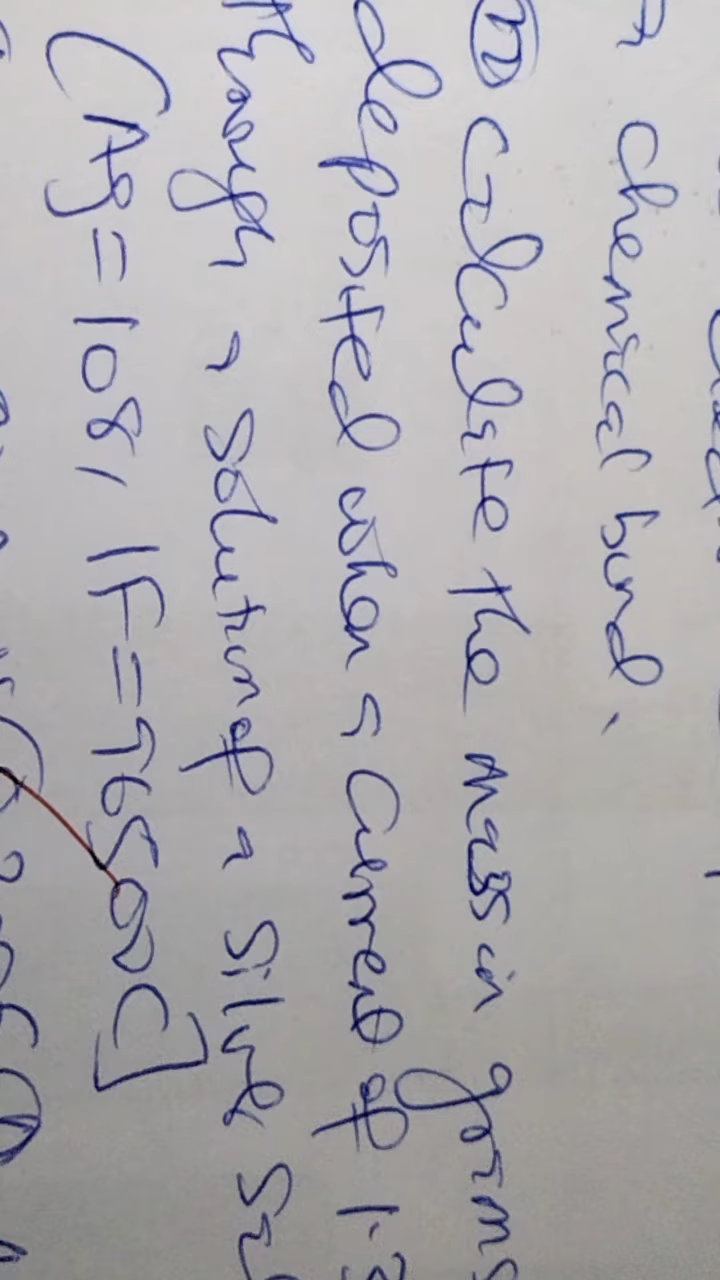 a chemical bond.
calculate the mass in grams
deposited when a current of 1.3
through a solution of a silver
(Ag=108, 1F=96500C]